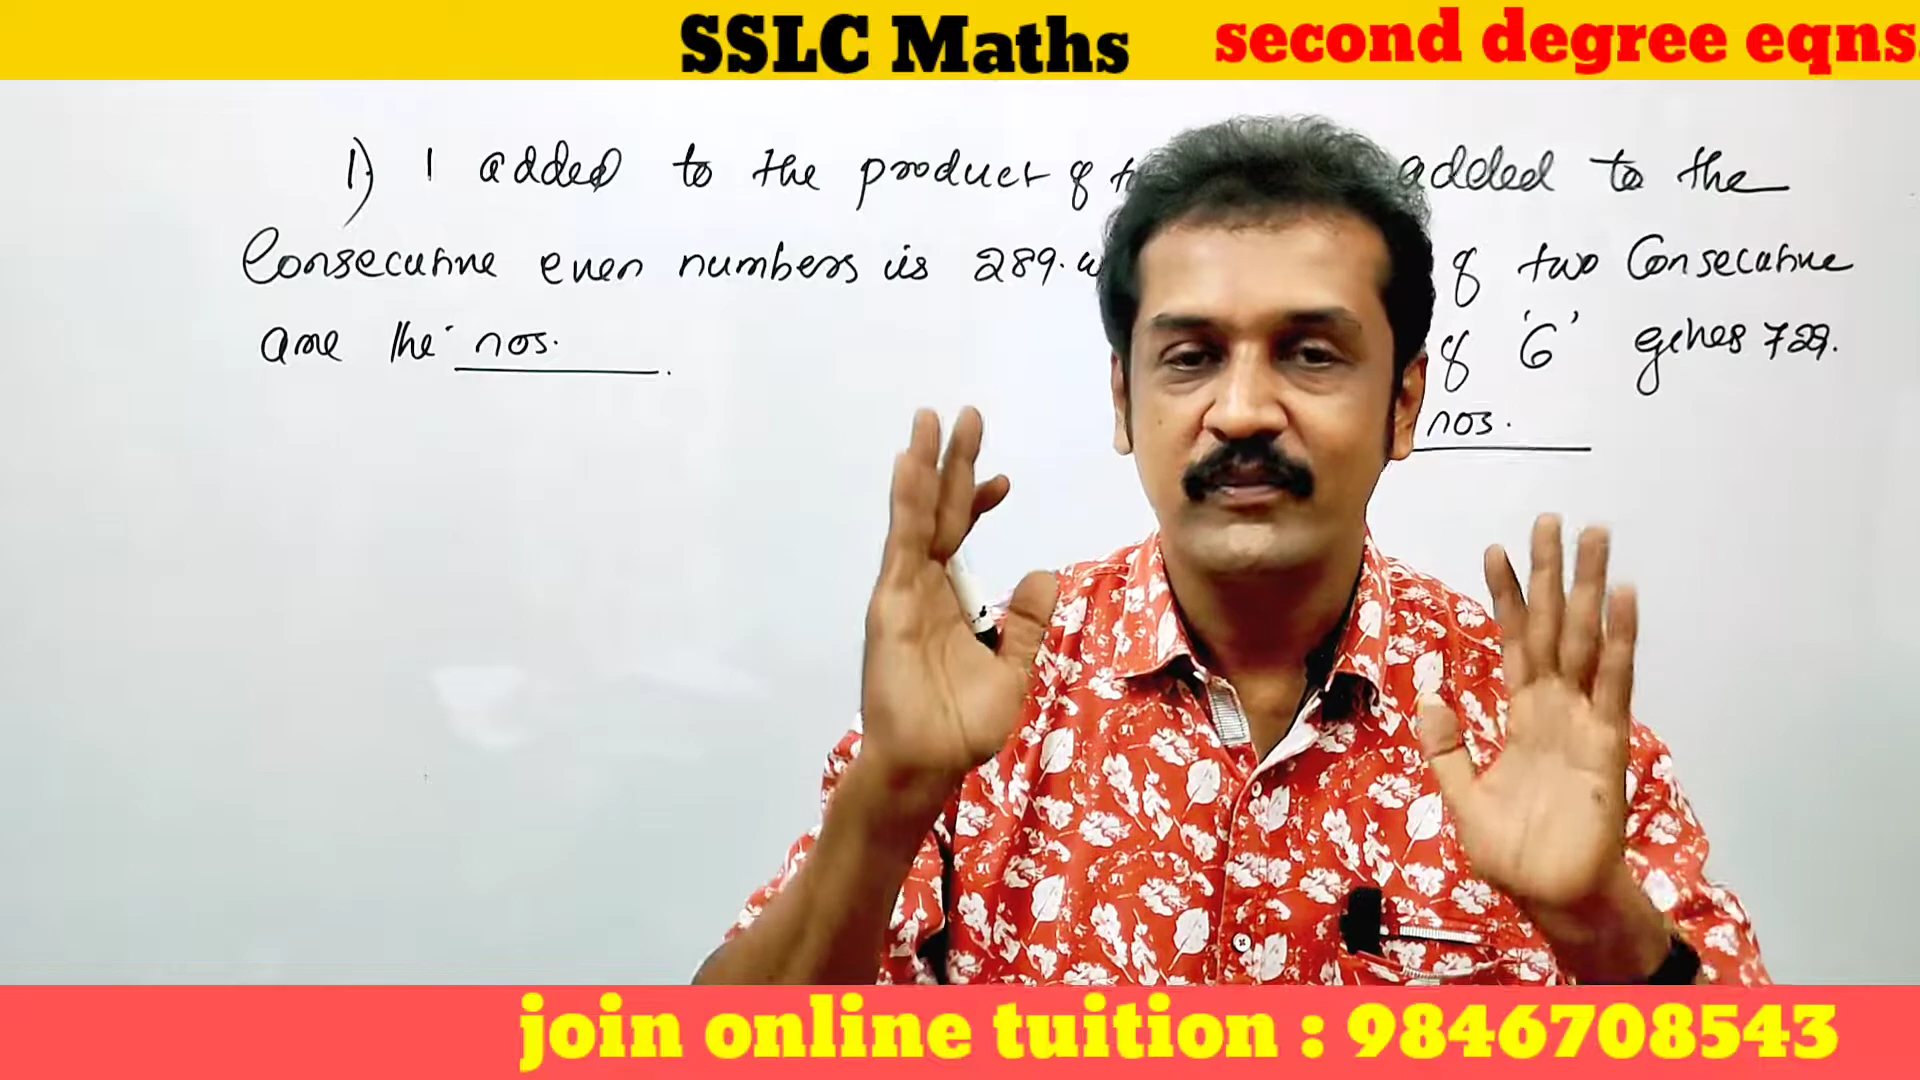 SSLC Maths second degree eqns
1) 1 added to the product of
Consecutive even numbers is 289.
are the nos.
added to the
of two Consecutive
of '6' gives 729.
nos.
join online tuition : 9846708543